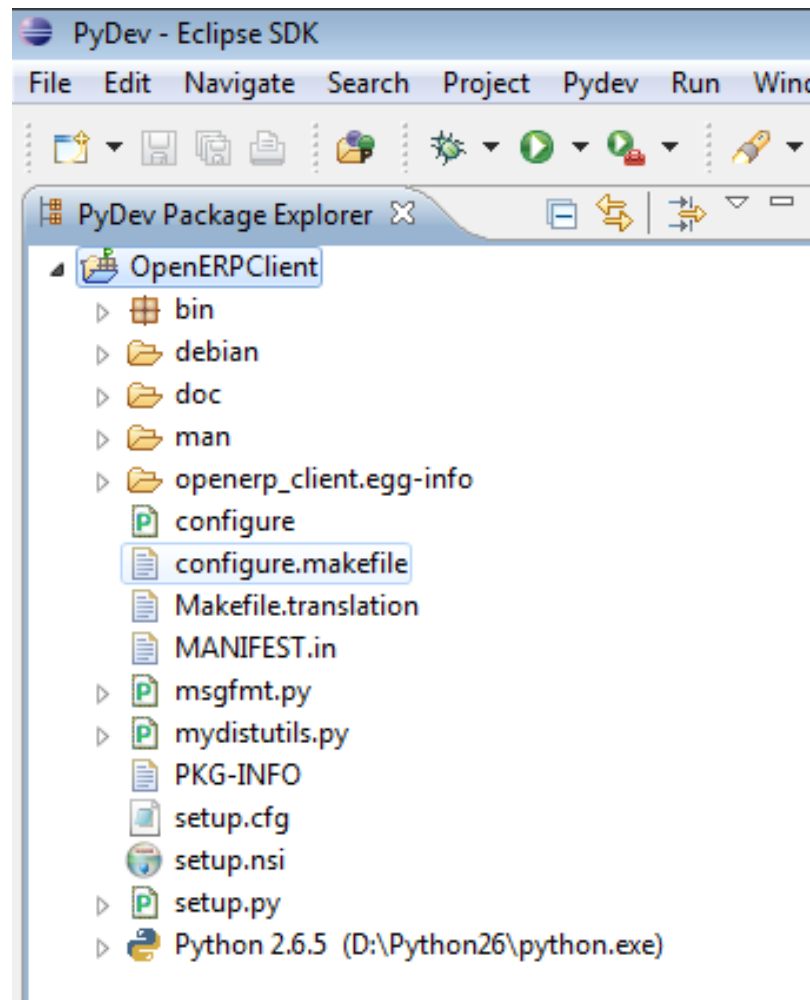 PyDev - Eclipse SDK
File Edit Navigate Search Project Pydev Run Wind
PyDev Package Explorer
OpenERPClient
bin
debian
doc
man
openerp_client.egg-info
configure
configure.makefile
Makefile.translation
MANIFEST.in
msgfmt.py
mydistutils.py
PKG-INFO
setup.cfg
setup.nsi
setup.py
Python 2.6.5 (D:\Python26\python.exe)